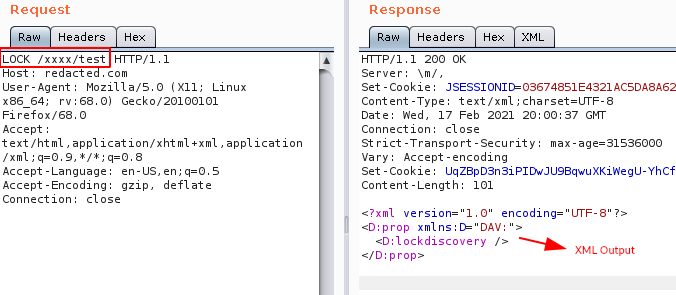 Request
Raw Headers Hex
LOCK /xxxx/test HTTP/1.1
Host: redacted.com
User-Agent: Mozilla/5.0 (X11; Linux
x86_64; rv:68.0) Gecko/20100101
Firefox/68.0
Accept:
text/html,application/xhtml+xml,application
/xml;q=0.9,*/*;q=0.8
Accept-Language: en-US,en;q=0.5
Accept-Encoding: gzip, deflate
Connection: close
Response
Raw Headers Hex XML
HTTP/1.1 200 OK
Server: \m/,
Set-Cookie: JSESSIONID=03674851E4321AC5DA8A62
Content-Type: text/xml;charset=UTF-8
Date: Wed, 17 Feb 2021 20:00:37 GMT
Connection: close
Strict-Transport-Security: max-age=31536000
Vary: Accept-encoding
Set-Cookie: UqZBpD3n3iPIDwJU9BqwuXKiWegU-YhCf
Content-Length: 101
<?xml version="1.0" encoding="UTF-8"?>
<D:prop xmlns:D="DAV:">
<D:lockdiscovery />
XML Output
</D:prop>